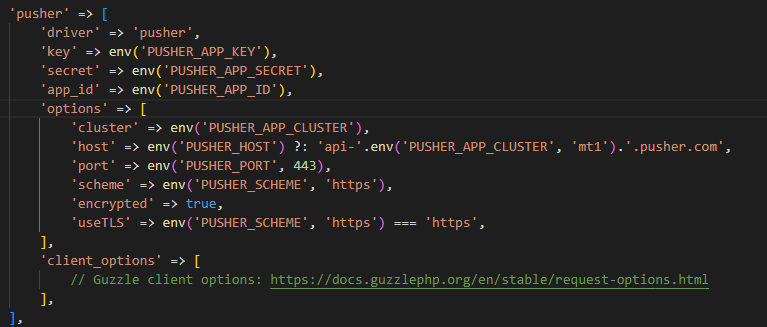 'pusher' => [
'driver' => 'pusher',
'key' => env('PUSHER_APP_KEY'),
'secret' => env('PUSHER_APP_SECRET'),
'app_id' => env('PUSHER_APP_ID'),
'options' => [
'cluster' => env('PUSHER_APP_CLUSTER'),
'host' => env('PUSHER_HOST') ?: 'api-'.env('PUSHER_APP_CLUSTER', 'mt1').'.pusher.com',
'port' => env('PUSHER_PORT', 443),
'scheme' => env('PUSHER_SCHEME', 'https'),
'encrypted' => true,
'useTLS' => env('PUSHER_SCHEME', 'https') === 'https',
],
'client_options' => [
// Guzzle client options: https://docs.guzzlephp.org/en/stable/request-options.html
],
],